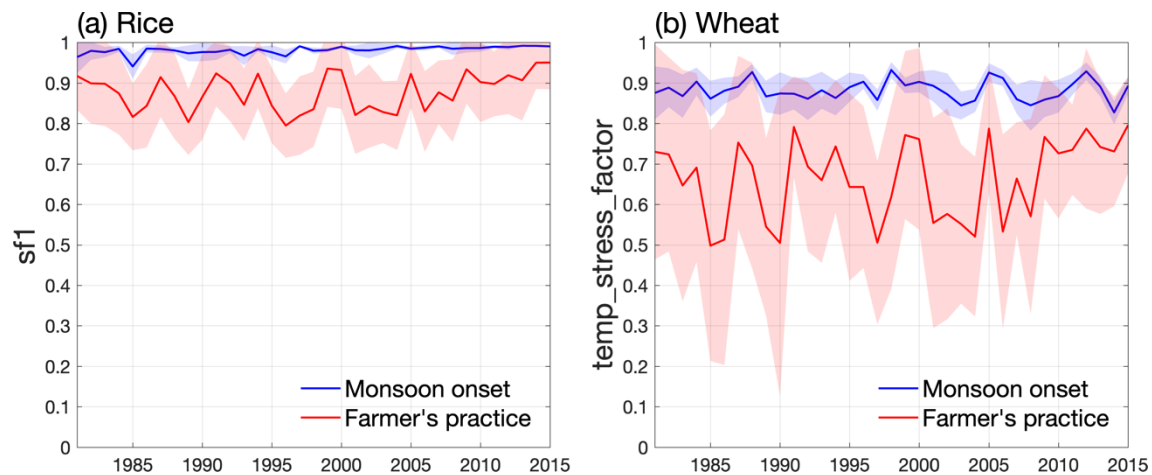 (a) Rice
sf1
1
0.9
0.8
0.7
0.6
0.5
0.4
0.3
0.2
0.1
0
Monsoon onset
Farmer's practice
1985 1990 1995 2000 2005 2010 2015
(b) Wheat
temp_stress_factor
1
0.9
0.8
0.7
0.6
0.5
0.4
0.3
0.2
0.1
0
Monsoon onset
Farmer's practice
1985 1990 1995 2000 2005 2010 2015